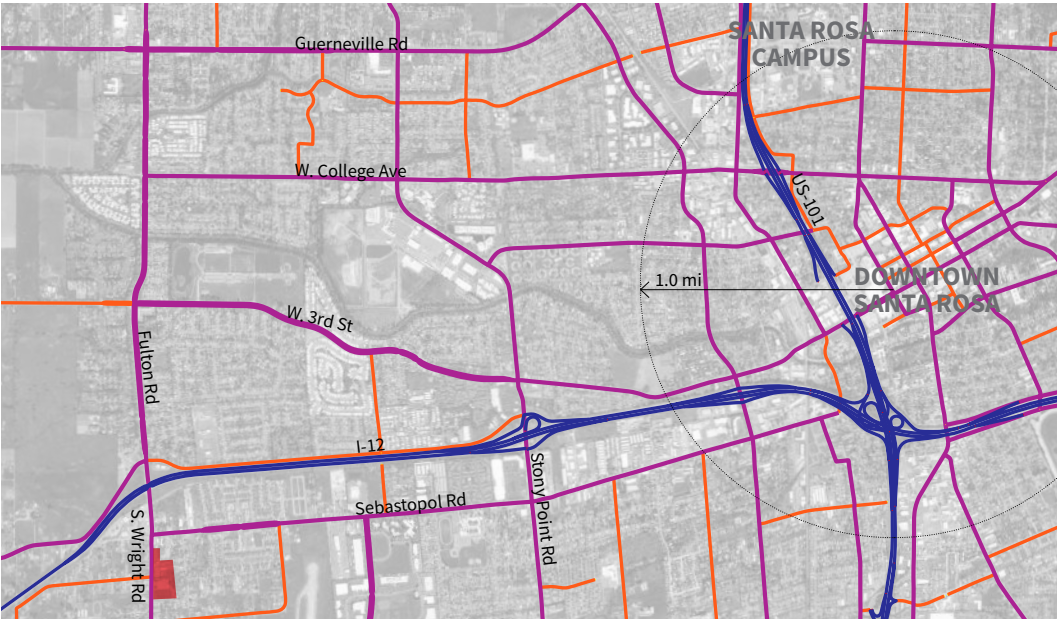 SANTA ROSA
CAMPUS
Guerneville Rd
W. College Ave
US-101
1.0 mi
DOWNTOWN
SANTA ROSA
W. 3rd St
Fulton Rd
I-12
Stony Point Rd
Sebastopol Rd
S. Wright Rd